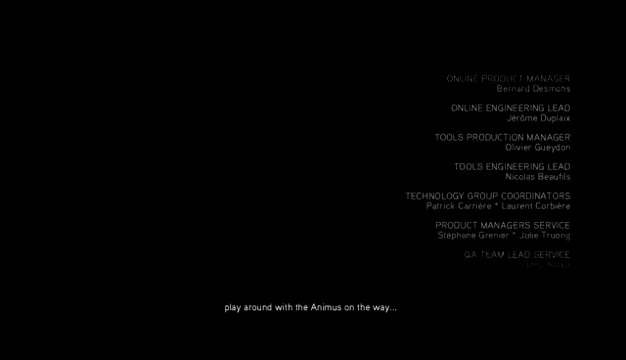 ONLINE PRODUCT MANAGER
Bernard Desmons
ONLINE ENGINEERING LEAD
Jérôme Duplaix
TOOLS PRODUCTION MANAGER
Olivier Gueydon
TOOLS ENGINEERING LEAD
Nicolas Beaufils
TECHNOLOGY GROUP COORDINATORS
Patrick Carrière * Laurent Corbière
PRODUCT MANAGERS SERVICE
Stéphane Grenier * Julie Truong
QA TEAM LEAD SERVICE
play around with the Animus on the way...